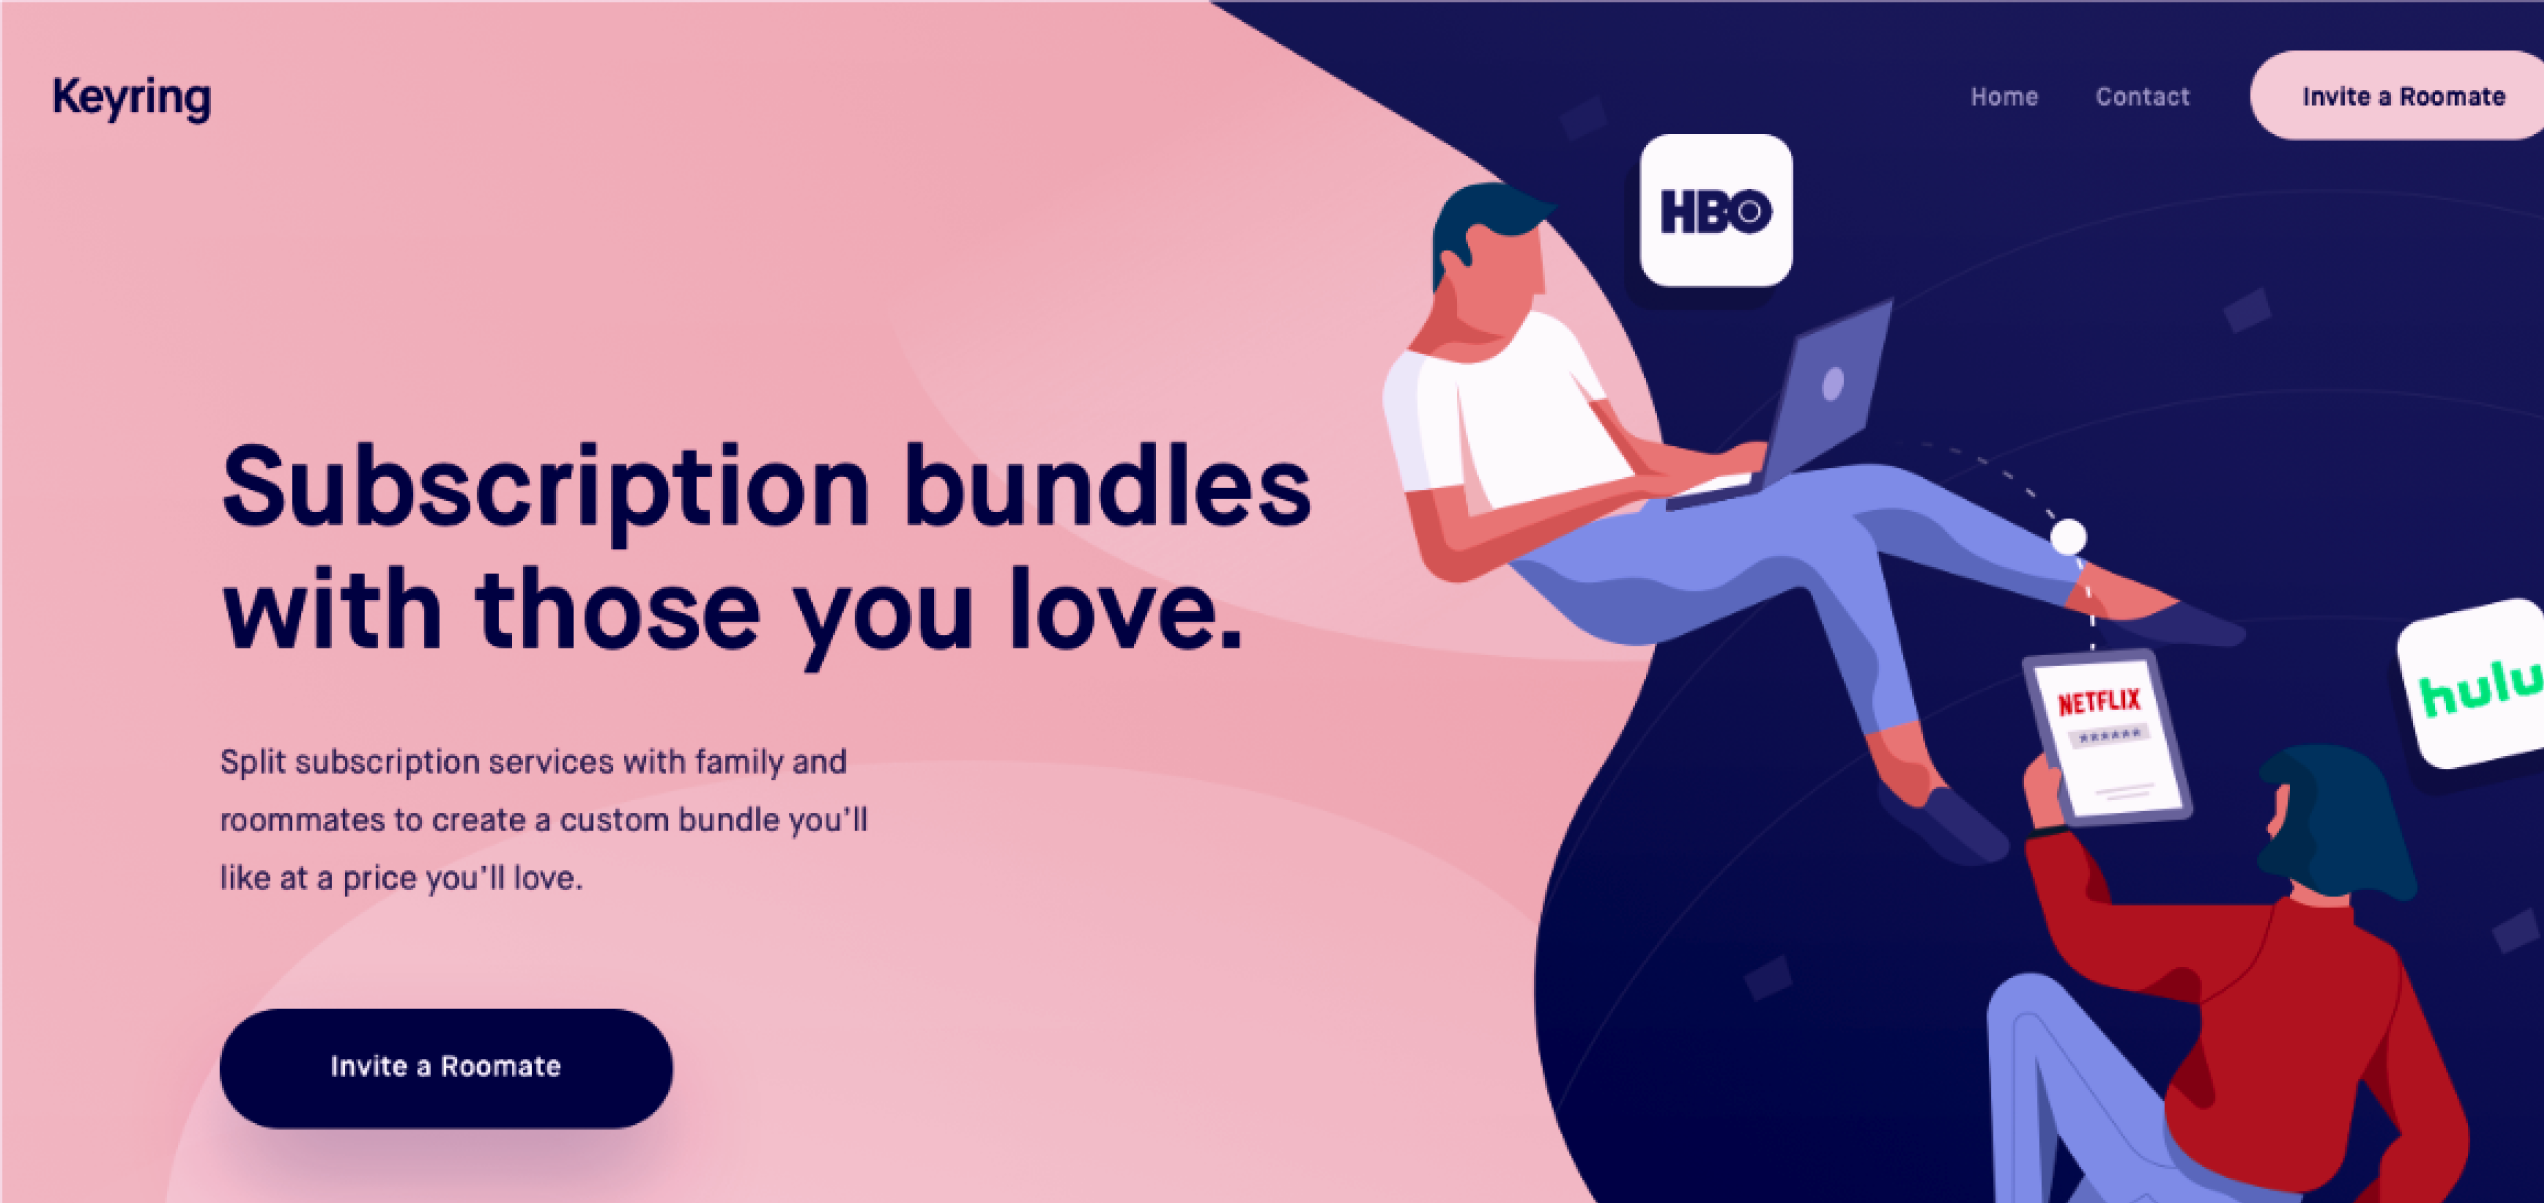 Keyring
Home
Contact
Invite a Roomate
HBO
Subscription bundles
with those you love.
hulu
NETFLIX
******
Split subscription services with family and
roommates to create a custom bundle you’ll
like at a price you’ll love.
Invite a Roomate